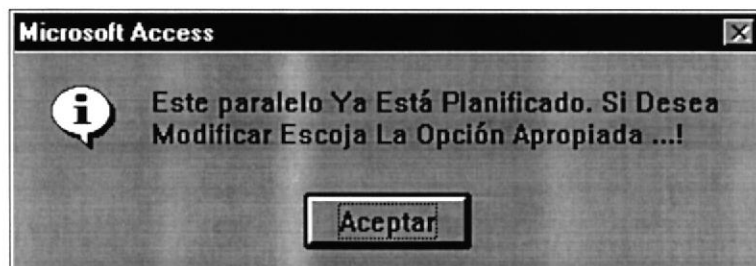 Microsoft Access
Este paralelo Ya Está Planificado. Si Desea
Modificar Escoja La Opción Apropiada ...!
Aceptar